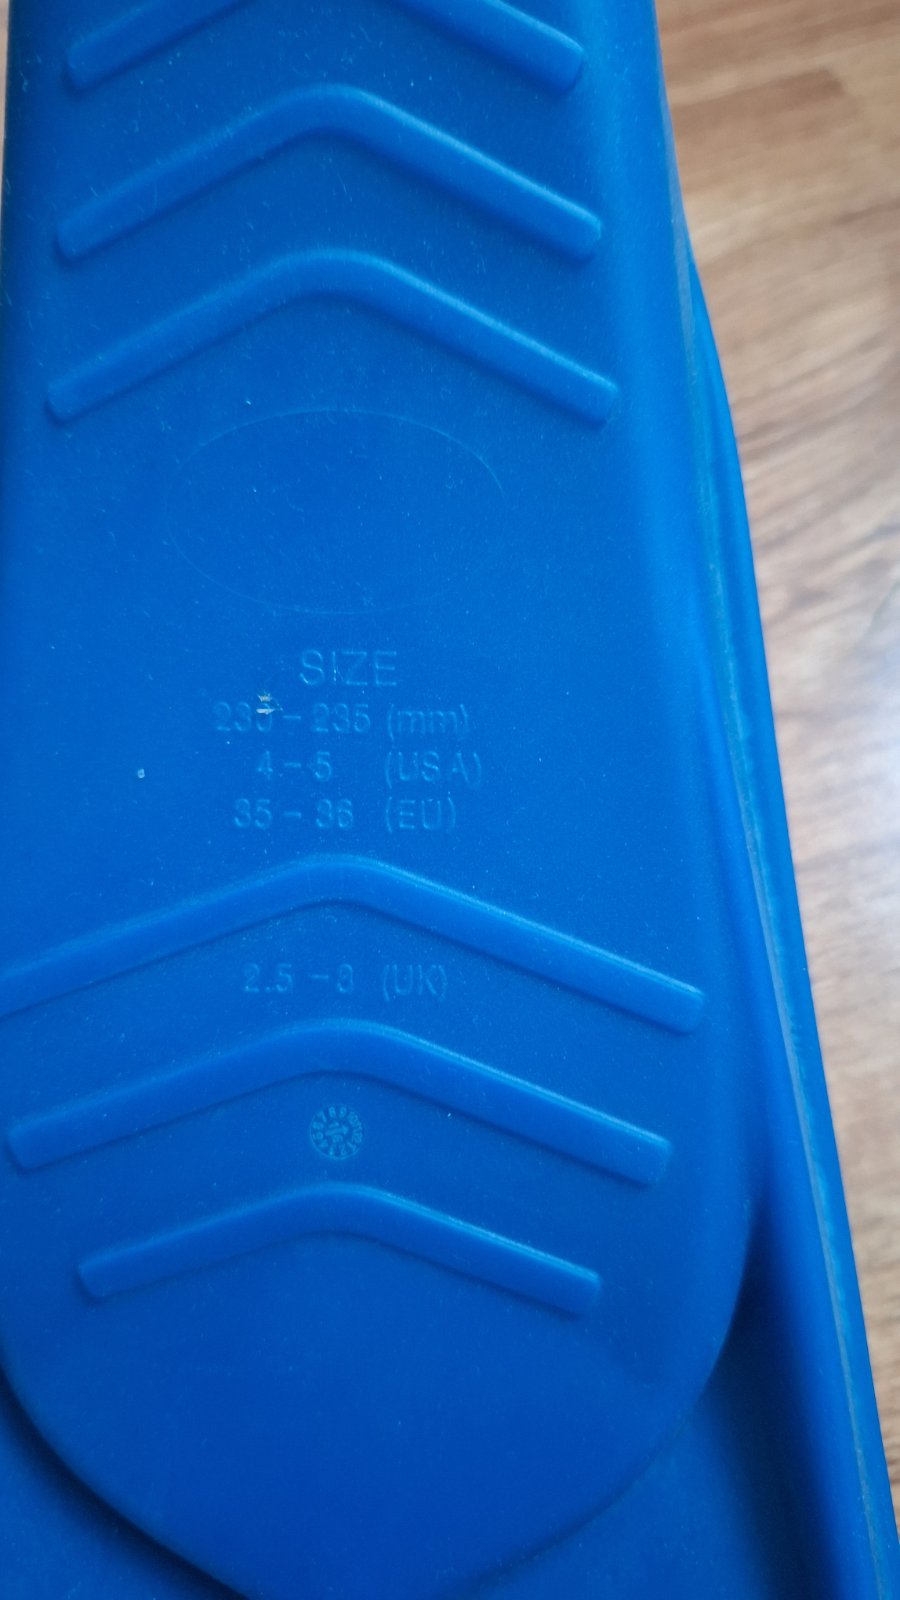 SIZE
230-235 (mm)
4-5 (USA)
35-36 (EU)
2.5-3 (UK)